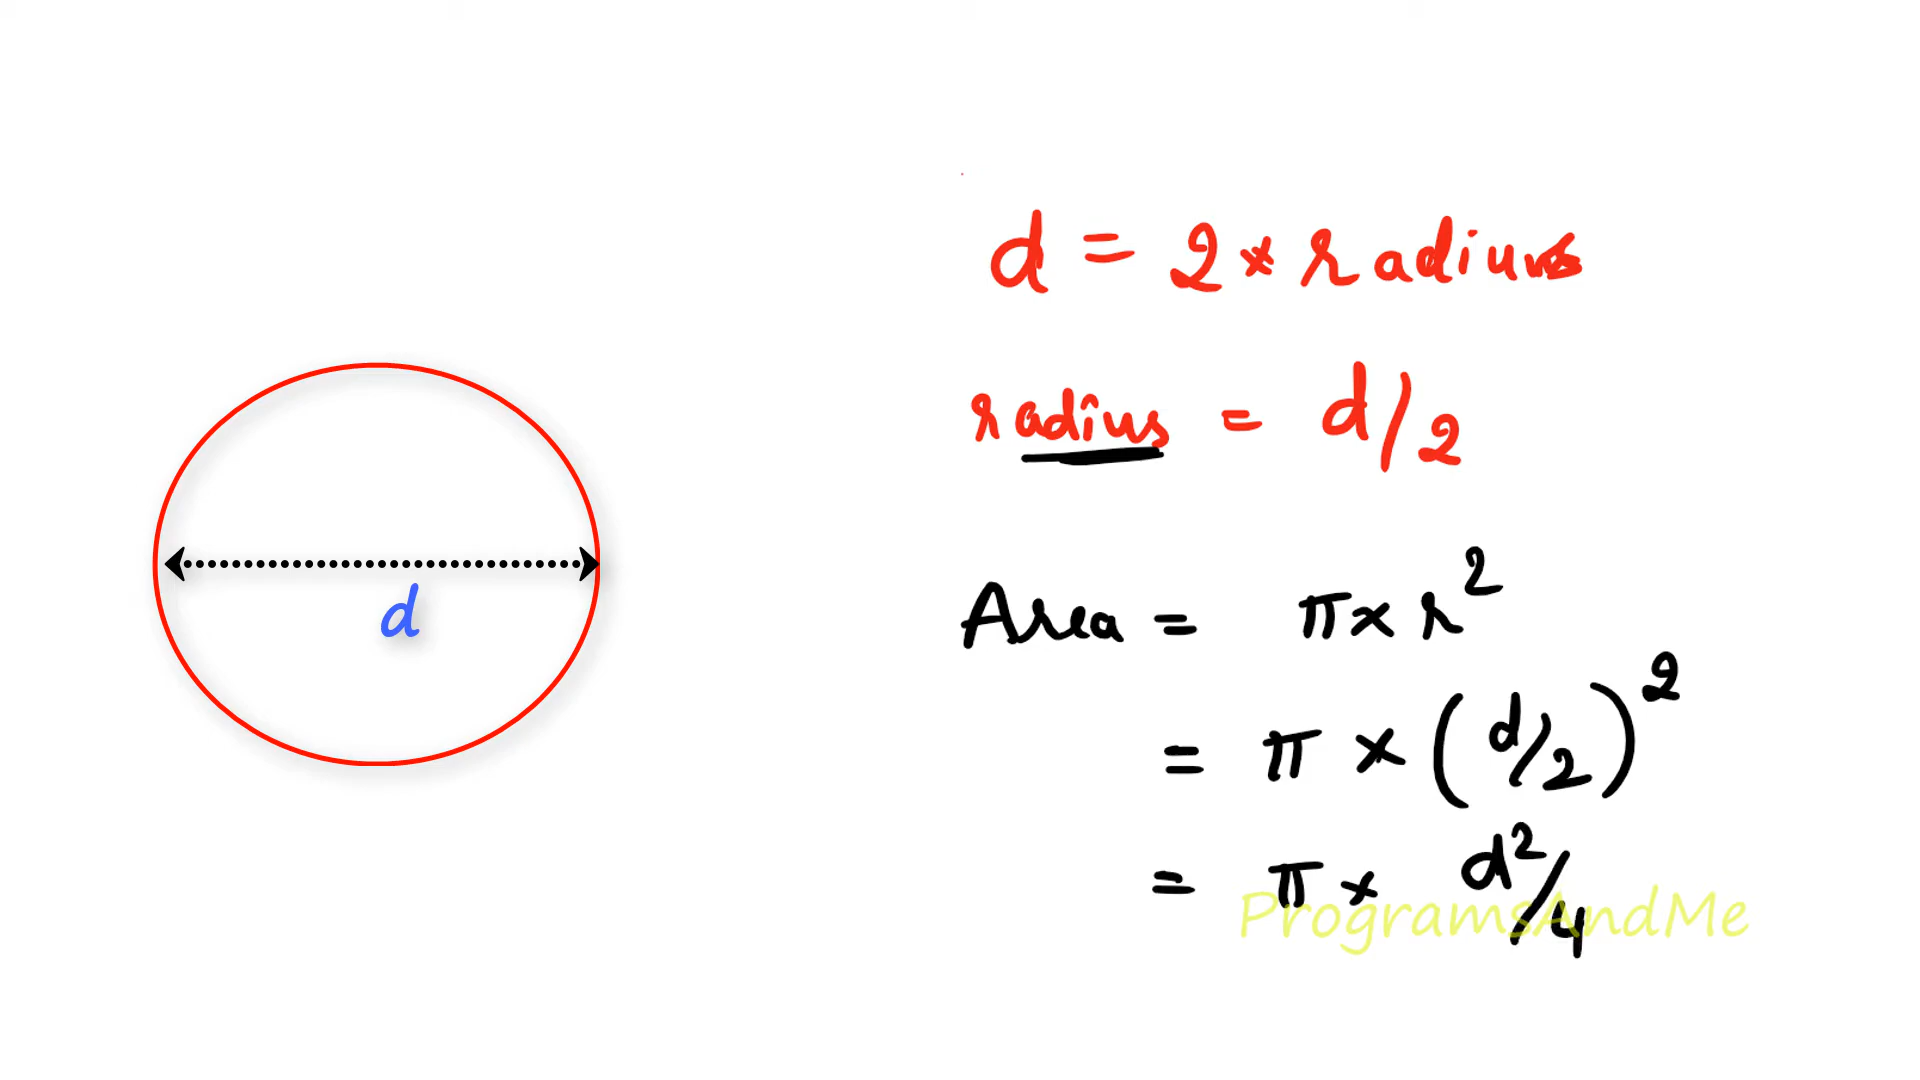 d = 2 * radius
radius = d/2
d
Area = π × r²
= π × (d/2)²
= π × d²/4
ProgramsAndMe